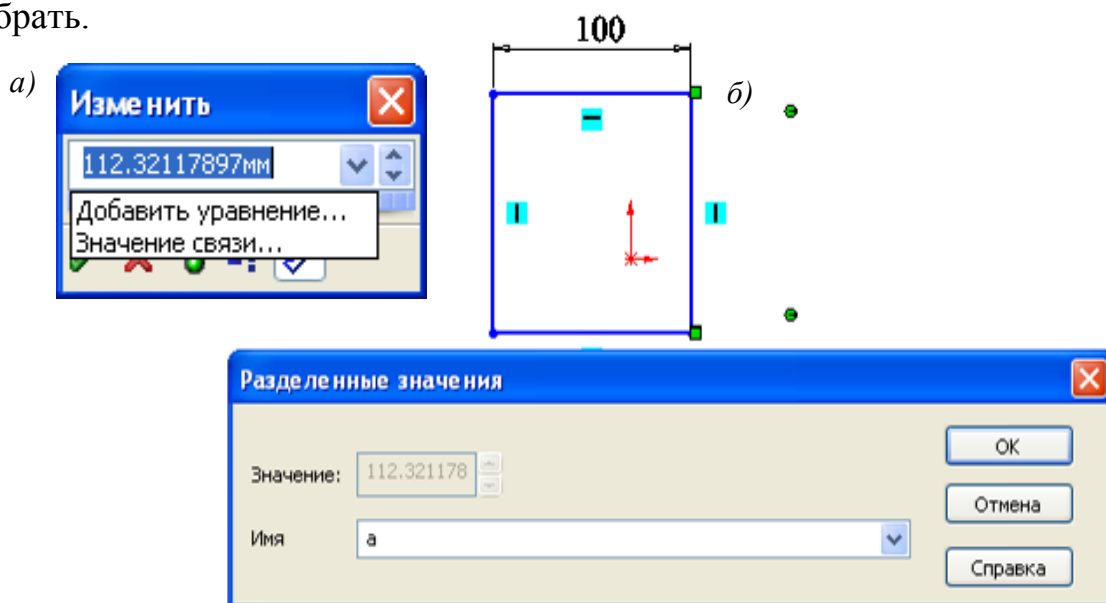 брать.
100
а)
б)
Изменить
112.32117897мм
Добавить уравнение...
Значение связи...
Разделенные значения
Значение:
112.321178
Имя
a
OK
Отмена
Справка